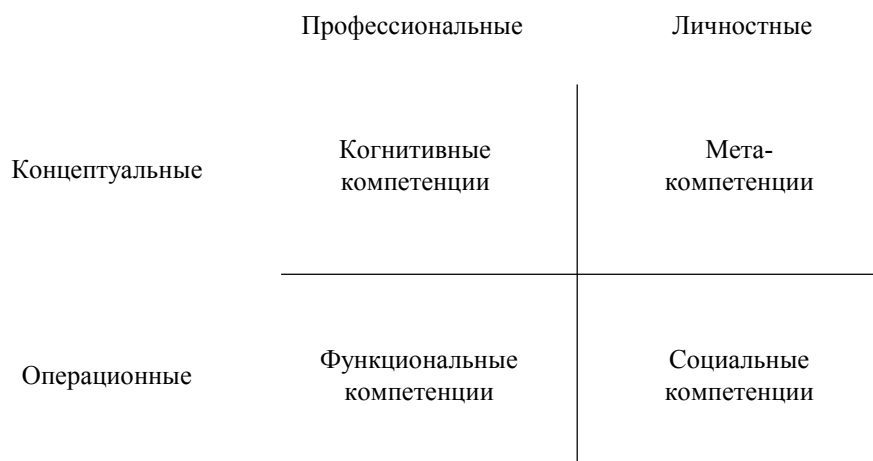 Профессиональные Личностные
Когнитивные Мета-
Концептуальные
компетенции компетенции
Функциональные Социальные
Операционные
компетенции компетенции